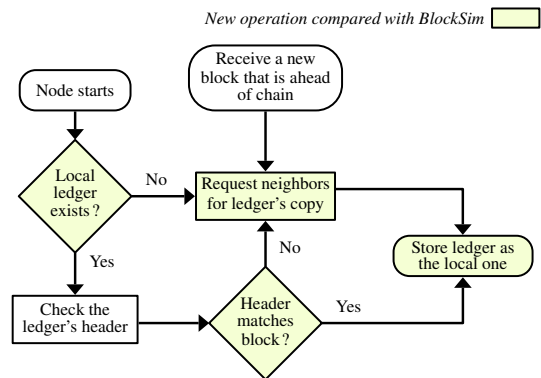 New operation compared with BlockSim
Receive a new
block that is ahead
of chain
Node starts
Local
ledger
exists ?
No
Request neighbors
for ledger's copy
Yes
No
Store ledger as
the local one
Check the
ledger's header
Header
matches
block ?
Yes